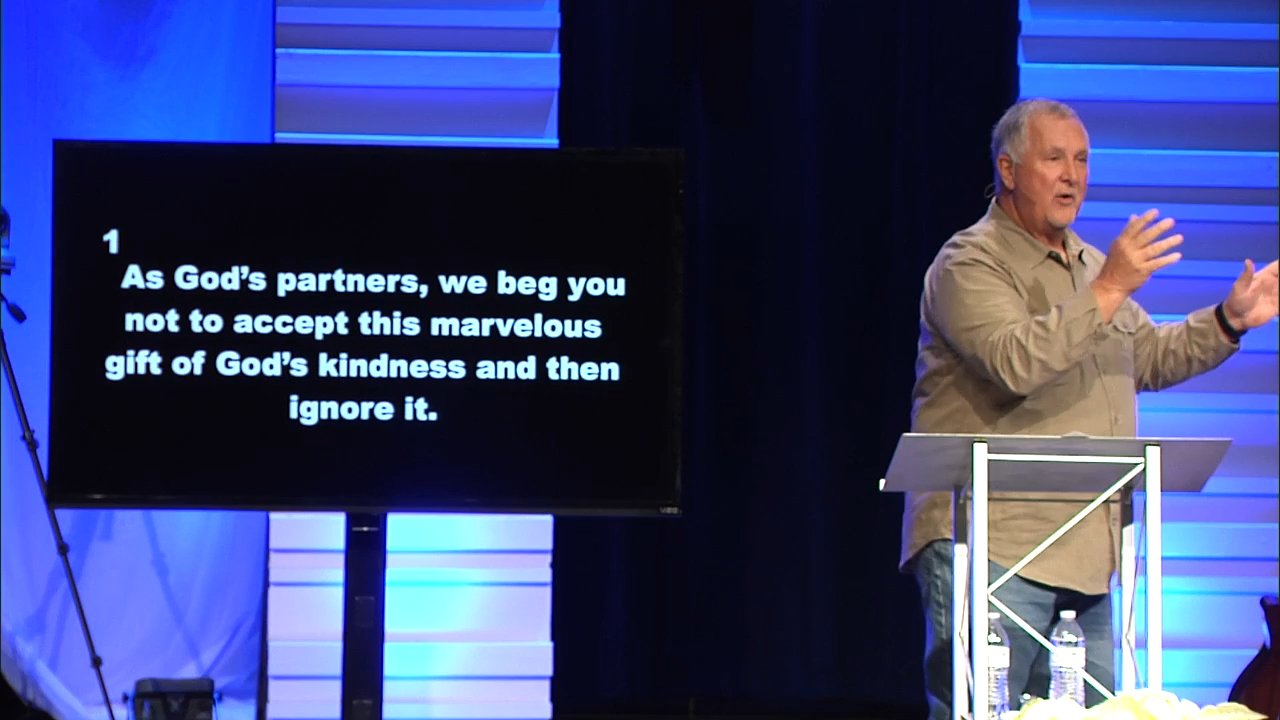 1
As God’s partners, we beg you
not to accept this marvelous
gift of God’s kindness and then
ignore it.
VIZIO